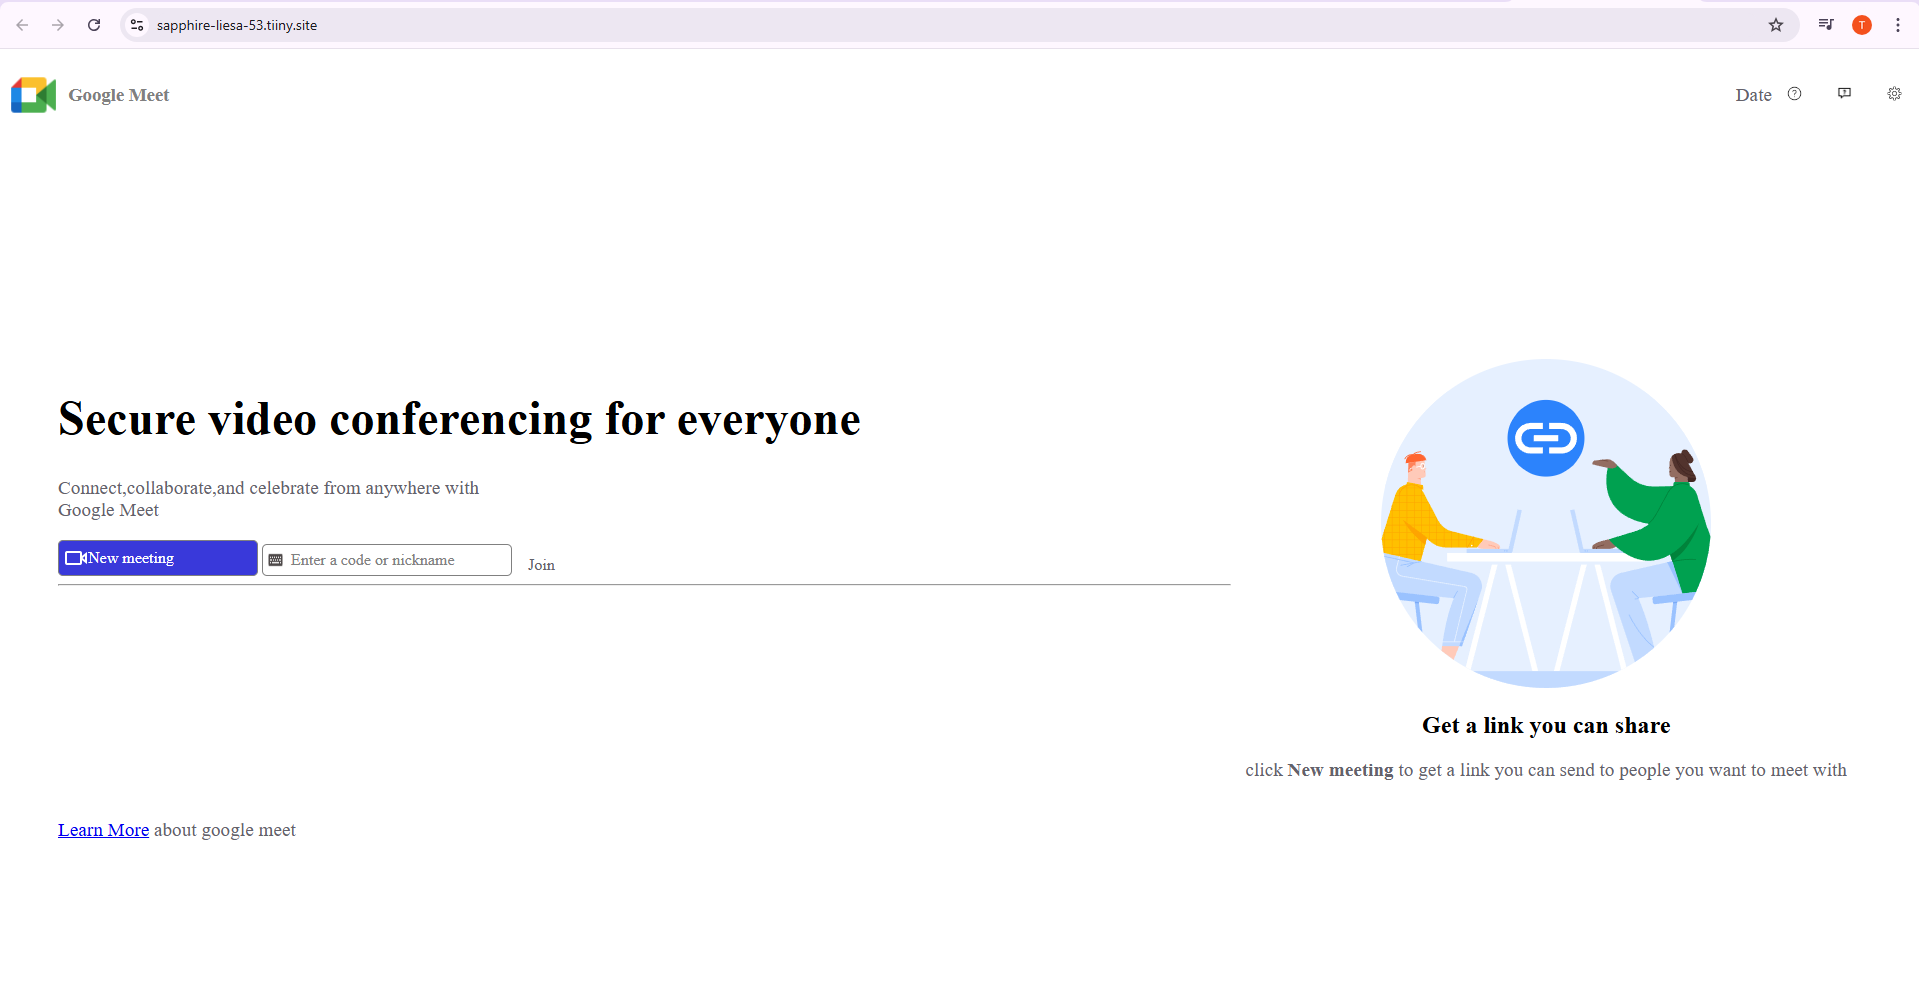 sapphire-liesa-53.tiiny.site
T
Google Meet
Date
Secure video conferencing for everyone
Connect,collaborate,and celebrate from anywhere with
Google Meet
New meeting
Enter a code or nickname
Join
Get a link you can share
click New meeting to get a link you can send to people you want to meet with
Learn More about google meet